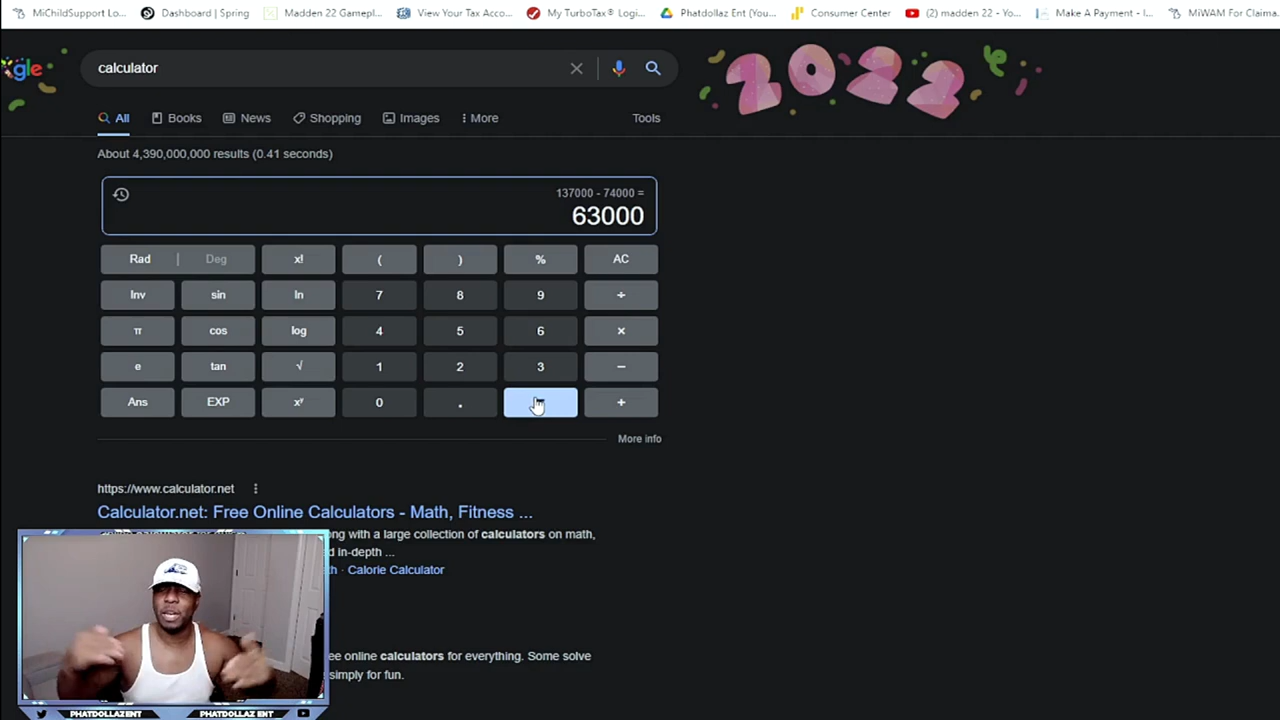 MiChildSupport Lo...
Dashboard | Spring
Madden 22 Gamepl...
View Your Tax Acco...
My TurboTax® Logi...
Phatdollaz Ent (You...
Consumer Center
(2) madden 22 - Yo...
Make A Payment - I...
MiWAM For Claima
gle
calculator
2022
All
Books
News
Shopping
Images
More
Tools
About 4,390,000,000 results (0.41 seconds)
137000 - 74000 =
63000
Rad | Deg x! ( ) % AC
Inv sin ln 7 8 9 ÷
π cos log 4 5 6 ×
e tan √ 1 2 3 −
Ans EXP xʸ 0 . +
More info
https://www.calculator.net
Calculator.net: Free Online Calculators - Math, Fitness ...
ong with a large collection of calculators on math,
d in-depth ...
th · Calorie Calculator
ee online calculators for everything. Some solve
simply for fun.
PHATDOLLAZENT
PHATDOLLAZ ENT